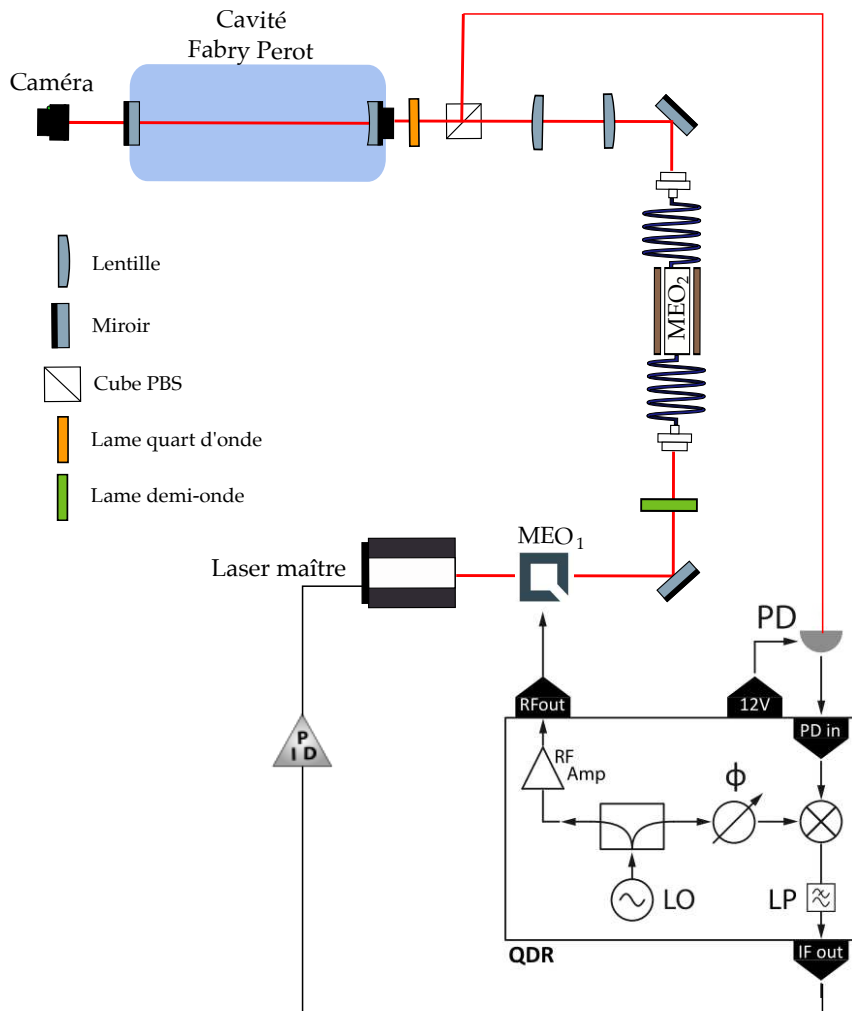 Cavité
Fabry Perot
Caméra
Lentille
Miroir
Cube PBS
Lame quart d'onde
Lame demi-onde
MEO2
MEO1
Laser maître
PD
RFout
12V
PD in
P
I D
RF
Amp
Φ
LO
LP
QDR
IF out